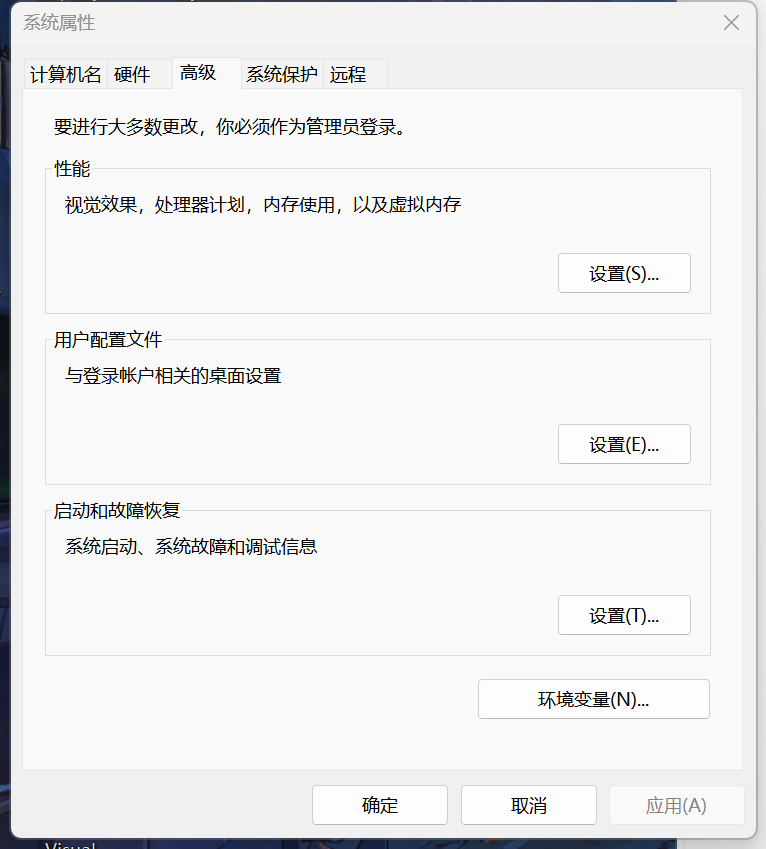 系统属性
计算机名 硬件 高级 系统保护 远程
要进行大多数更改，你必须作为管理员登录。
性能
视觉效果，处理器计划，内存使用，以及虚拟内存
设置(S)...
用户配置文件
与登录帐户相关的桌面设置
设置(E)...
启动和故障恢复
系统启动、系统故障和调试信息
设置(T)...
环境变量(N)...
确定 取消 应用(A)
Visual